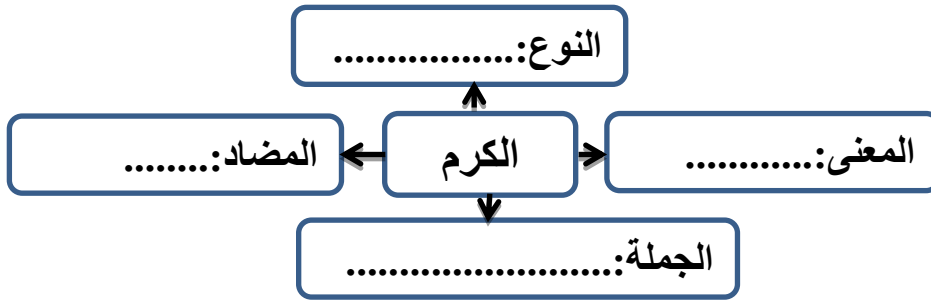 النوع:.................
المعنى:............
الكرم
المضاد:........
الجملة:.........................